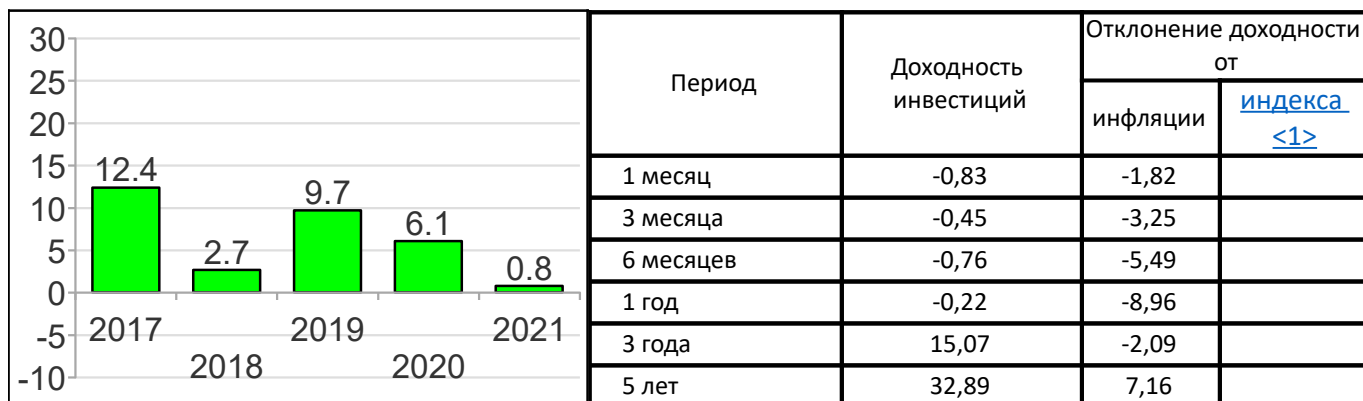 30
25
20
15
10
5
0
-5
-10
12.4
2.7
9.7
6.1
0.8
2017
2018
2019
2020
2021
Период
Доходность
инвестиций
Отклонение доходности
от
инфляции
индекса
<1>
1 месяц -0,83 -1,82
3 месяца -0,45 -3,25
6 месяцев -0,76 -5,49
1 год -0,22 -8,96
3 года 15,07 -2,09
5 лет 32,89 7,16